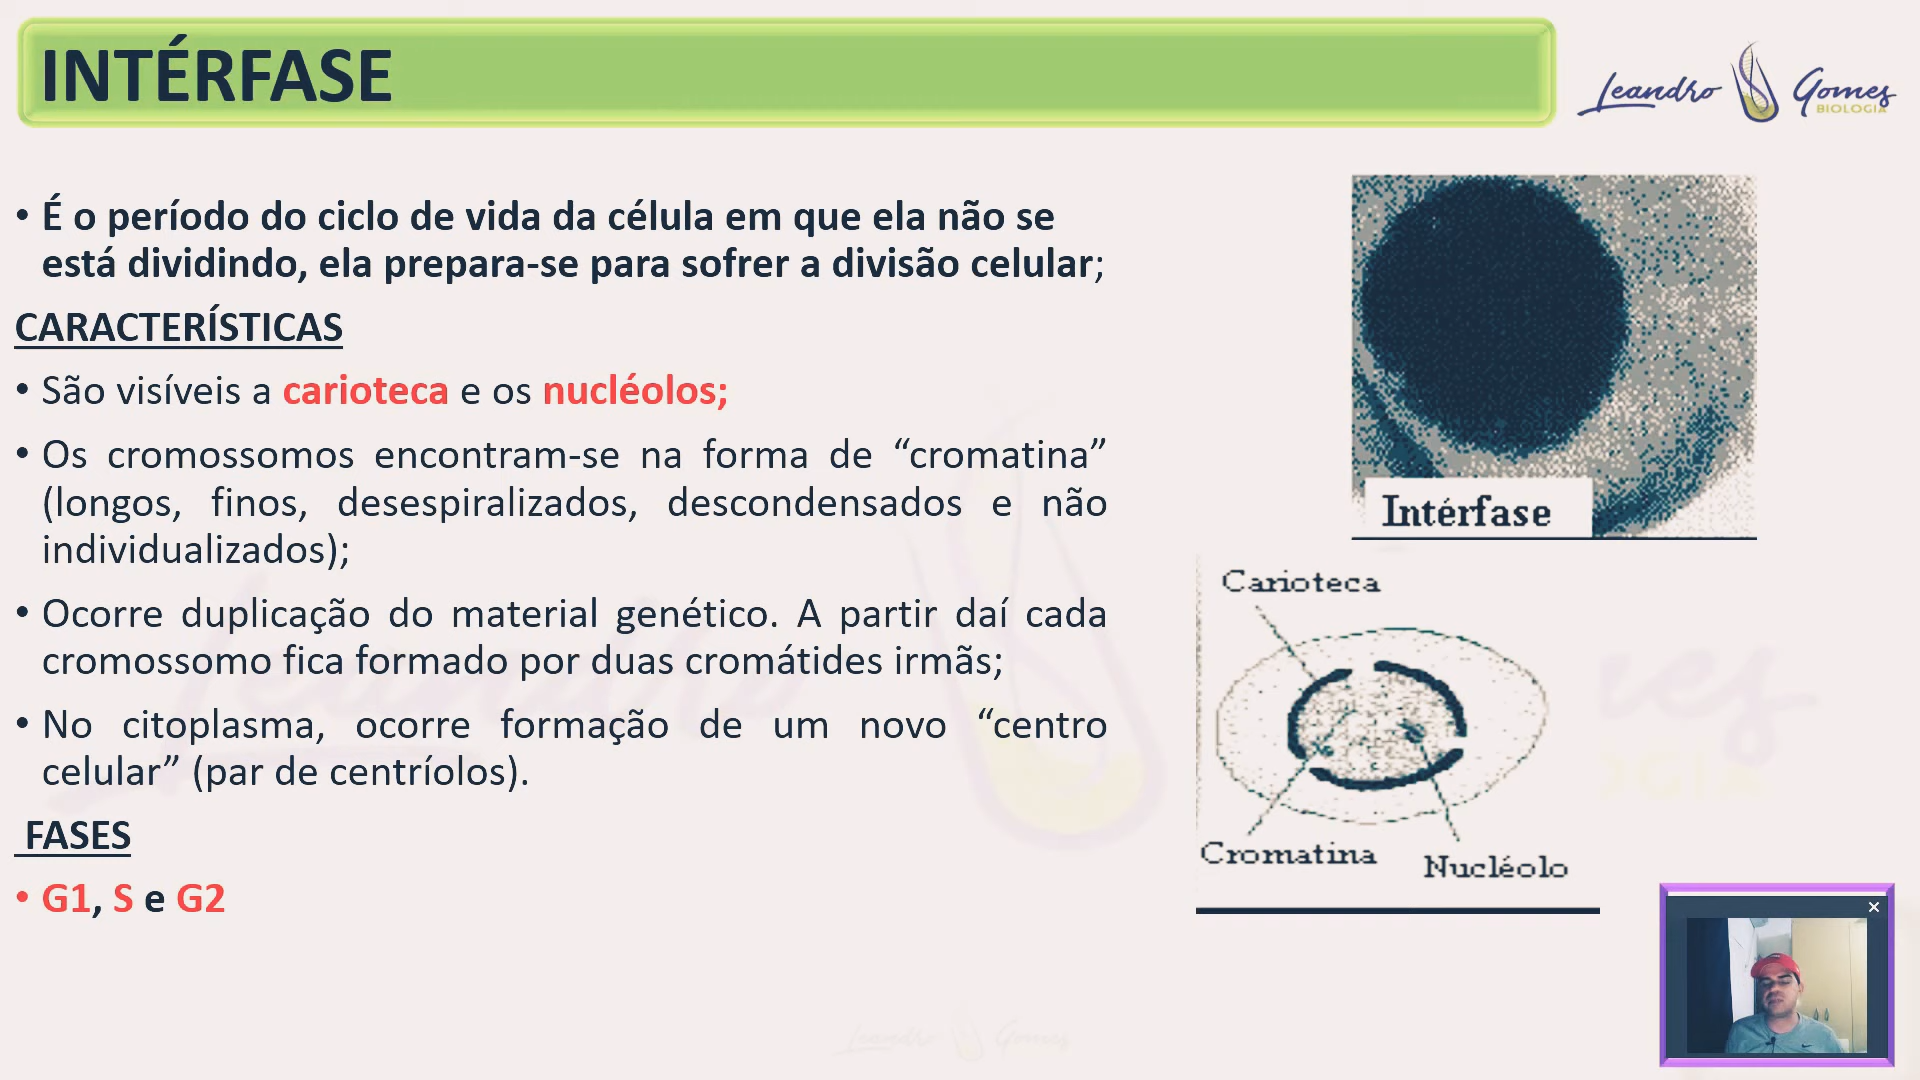 INTÉRFASE
Leandro Gomes
BIOLOGIA
• É o período do ciclo de vida da célula em que ela não se
está dividindo, ela prepara-se para sofrer a divisão celular;
CARACTERÍSTICAS
• São visíveis a carioteca e os nucléolos;
• Os cromossomos encontram-se na forma de “cromatina”
(longos, finos, desespiralizados, descondensados e não
individualizados);
• Ocorre duplicação do material genético. A partir daí cada
cromossomo fica formado por duas cromátides irmãs;
• No citoplasma, ocorre formação de um novo “centro
celular” (par de centríolos).
FASES
• G1, S e G2
Intérfase
Carioteca
Cromatina
Nucléolo
Leandro Gomes